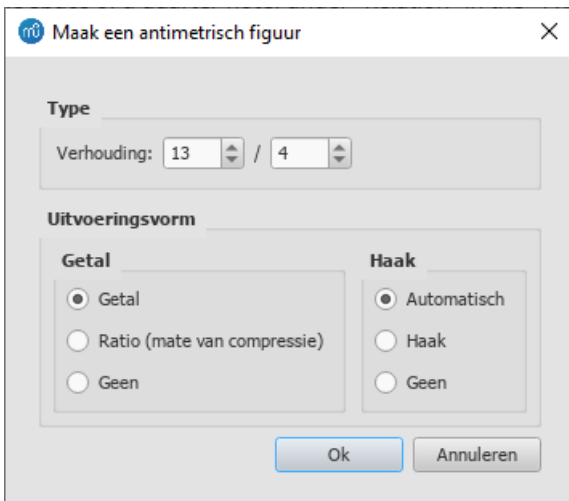 Maak een antimetrisch figuur
Type
Verhouding: 13 / 4
Uitvoeringsvorm
Getal
Getal
Ratio (mate van compressie)
Geen
Haak
Automatisch
Haak
Geen
Ok Annuleren